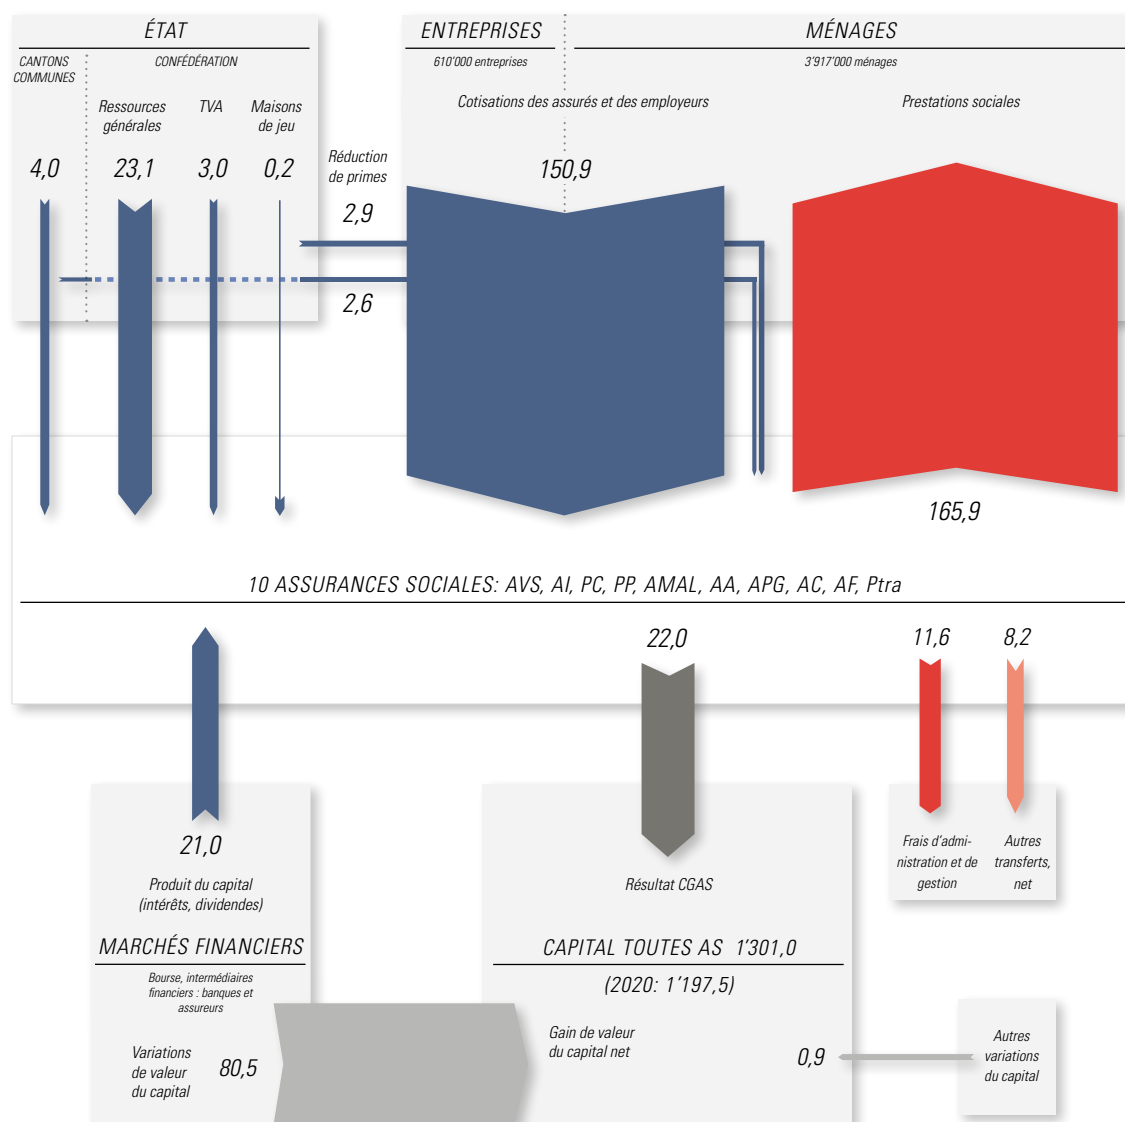 ÉTAT
CANTONS
COMMUNES
CONFÉDÉRATION
Ressources
générales
TVA
Maisons
de jeu
4,0
23,1
3,0
0,2
Réduction
de primes
2,9
2,6
ENTREPRISES
610’000 entreprises
MÉNAGES
3’917’000 ménages
Cotisations des assurés et des employeurs
150,9
Prestations sociales
165,9
10 ASSURANCES SOCIALES: AVS, AI, PC, PP, AMAL, AA, APG, AC, AF, Ptra
22,0
11,6
8,2
21,0
Produit du capital
(intérêts, dividendes)
Résultat CGAS
Frais d’admi-
nistration et de
gestion
Autres
transferts,
net
MARCHÉS FINANCIERS
Bourse, intermédiaires
financiers : banques et
assureurs
Variations
de valeur
du capital
80,5
CAPITAL TOUTES AS 1’301,0
(2020: 1’197,5)
Gain de valeur
du capital net
0,9
Autres
variations
du capital